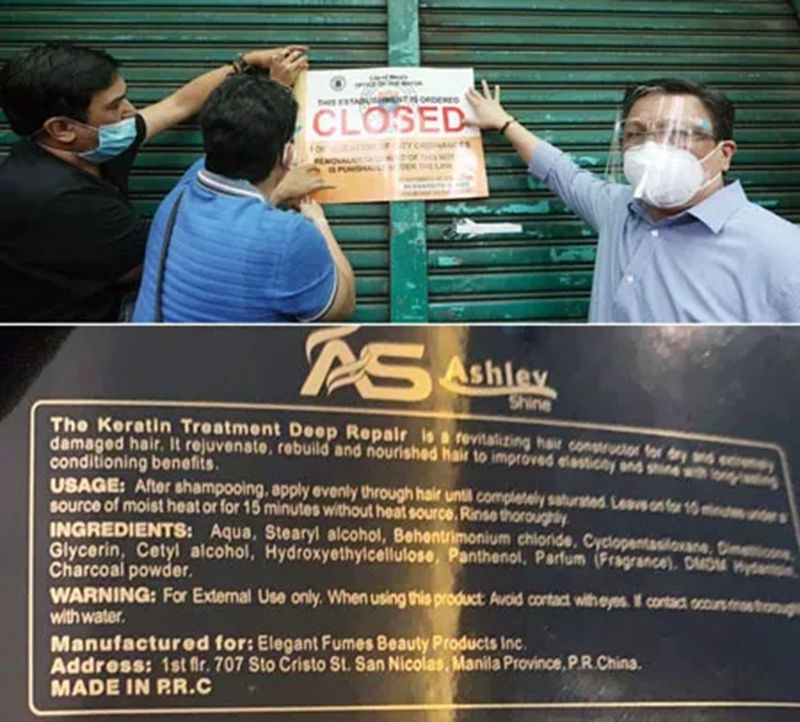 City of Manila
OFFICE OF THE MAYOR
THIS ESTABLISHMENT IS ORDERED
CLOSED
OF CITY ORDINANCES
OF THIS
IS PUNISHABLE UNDER THE LAW
AS Ashley
Shine
The Keratin Treatment Deep Repair is a revitalizing hair constructor for dry and extremely
damaged hair. It rejuvenate, rebuild and nourished hair to improved elasticity and shine with long-lasting
conditioning benefits.
USAGE: After shampooing, apply evenly through hair until completely saturated. Leave on for 10 minutes under a
source of moist heat or for 15 minutes without heat source. Rinse thoroughly.
INGREDIENTS: Aqua, Stearyl alcohol, Behentrimonium chloride, Cyclopentasiloxane, Dimethicone,
Glycerin, Cetyl alcohol, Hydroxyethylcellulose, Panthenol, Parfum (Fragrance), DMDM Hydantoin,
Charcoal powder.
WARNING: For External Use only. When using this product: Avoid contact with eyes. If contact occurs rinse thoroughly
with water.
Manufactured for: Elegant Fumes Beauty Products Inc.
Address: 1st flr. 707 Sto Cristo St. San Nicolas, Manila Province, P.R.China.
MADE IN P.R.C